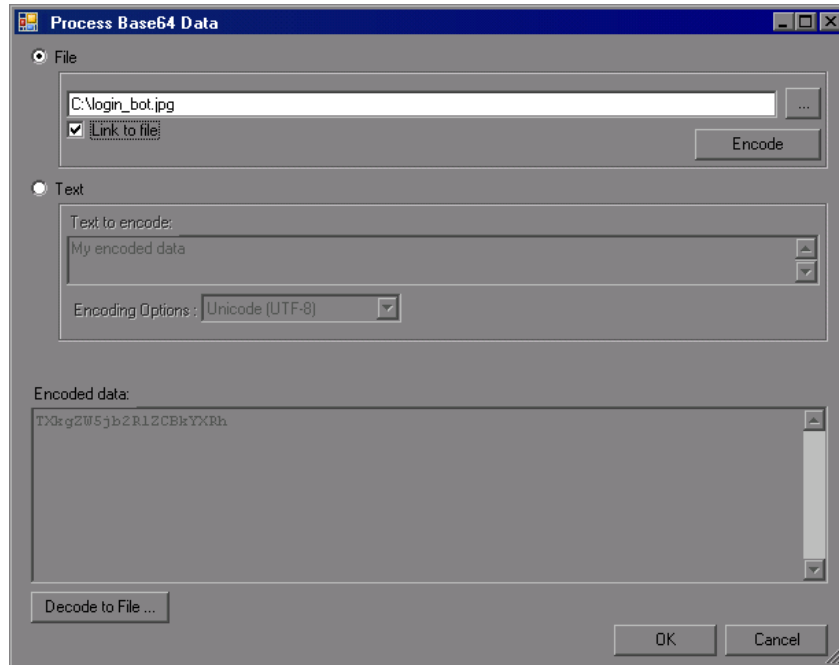 Process Base64 Data
File
C:\login_bot.jpg
...
Link to file
Encode
Text
Text to encode:
My encoded data
Encoding Options : Unicode (UTF-8)
Encoded data:
TXkgZW5jb2RlZCBkYXRh
Decode to File ...
OK
Cancel